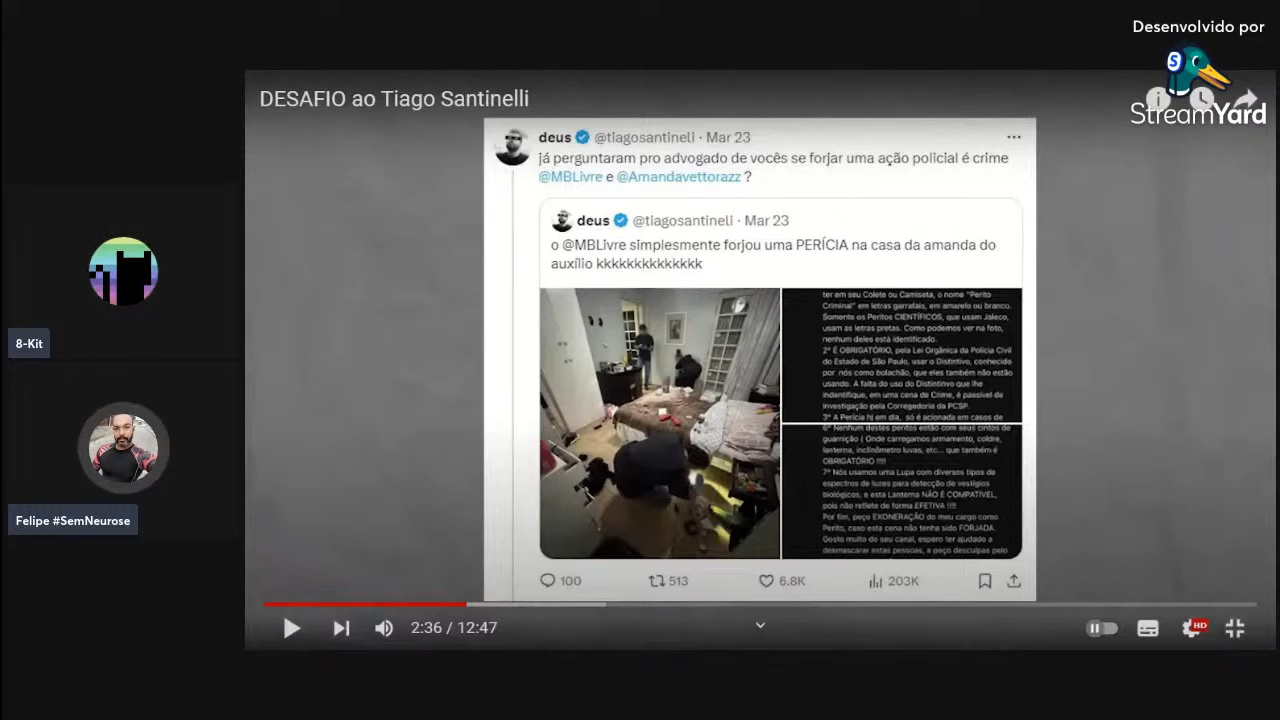 Desenvolvido por
S
StreamYard
DESAFIO ao Tiago Santinelli
deus @tiagosantineli · Mar 23
já perguntaram pro advogado de vocês se forjar uma ação policial é crime
@MBLivre e @Amandavettorazz ?
deus @tiagosantineli · Mar 23
o @MBLivre simplesmente forjou uma PERÍCIA na casa da amanda do
auxílio kkkkkkkkkkkkkk
ter em seu Colete ou Camiseta, o nome "Perito
Criminal" em letras garrafais, em amarelo ou branco.
Somente os Peritos CIENTÍFICOS, que usam Jaleco,
usam as letras pretas. Como podemos ver na foto,
nenhum deles está identificado.
2° É OBRIGATÓRIO, pela Lei Orgânica da Polícia Civil
do Estado de São Paulo, usar o Distintivo, conhecido
por nós como bolachão, que eles também não estão
usando. A falta do uso do Distintinvo que lhe
indentifique, em uma cena de Crime, é passível de
Investigação pela Corregedoria da PCSP.
3° A Perícia hj em dia, só é acionada em casos de
6° Nenhum destes peritos estão com seus cintos de
guarnição ( Onde carregamos armamento, coldre,
lanterna, inclinômetro luvas, etc... que também é
OBRIGATÓRIO !!!!
7° Nós usamos uma Lupa com diversos tipos de
espectros de luzes para detecção de vestígios
biológicos, e esta Lanterna NÃO É COMPATÍVEL,
pois não reflete de forma EFETIVA !!!!
Por fim, peço EXONERAÇÃO do meu cargo como
Perito, caso esta cena não tenha sido FORJADA.
Gosto muito do seu canal, espero ter ajudado a
desmascarar estas pessoas, e peço desculpas pelo
100 513 6.8K 203K
8-Kit
Felipe #SemNeurose
2:36 / 12:47
HD